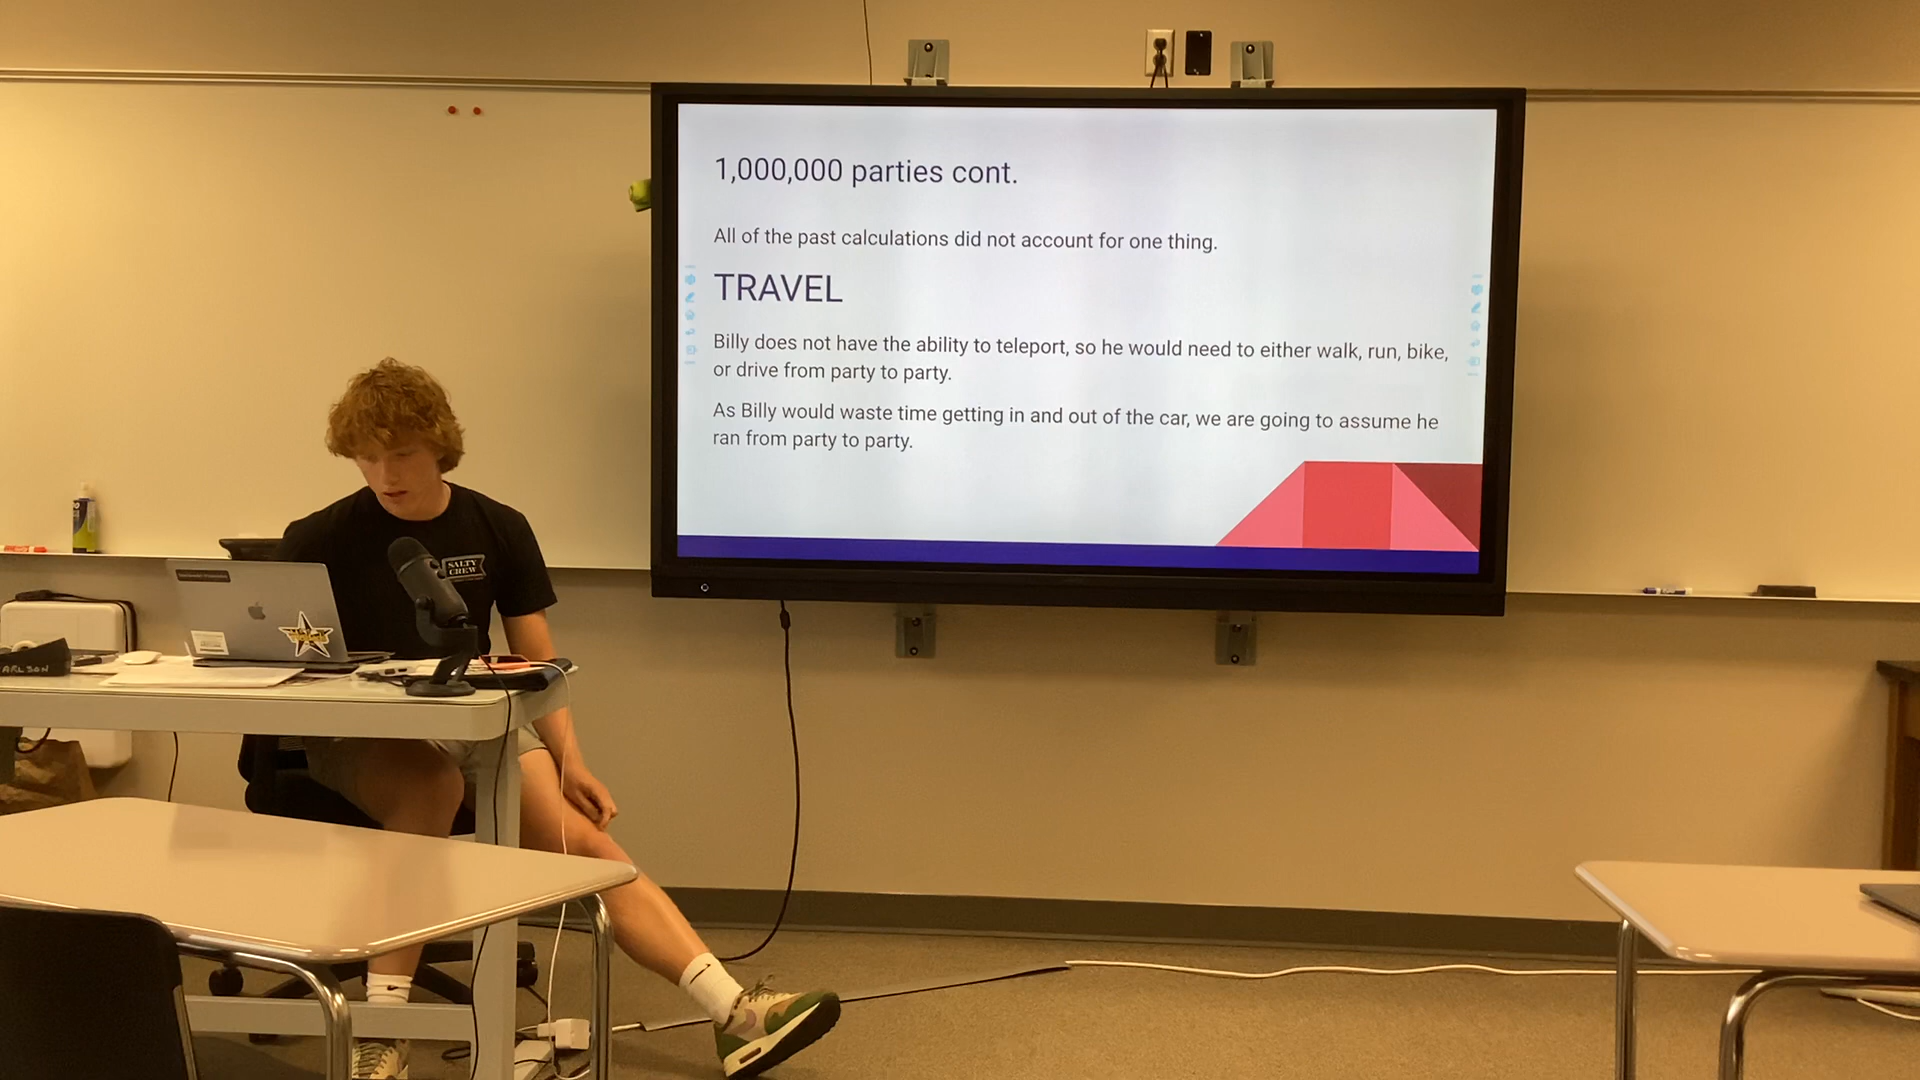 1,000,000 parties cont.
All of the past calculations did not account for one thing.
TRAVEL
Billy does not have the ability to teleport, so he would need to either walk, run, bike,
or drive from party to party.
As Billy would waste time getting in and out of the car, we are going to assume he
ran from party to party.
SALTY
CREW
ARLSON